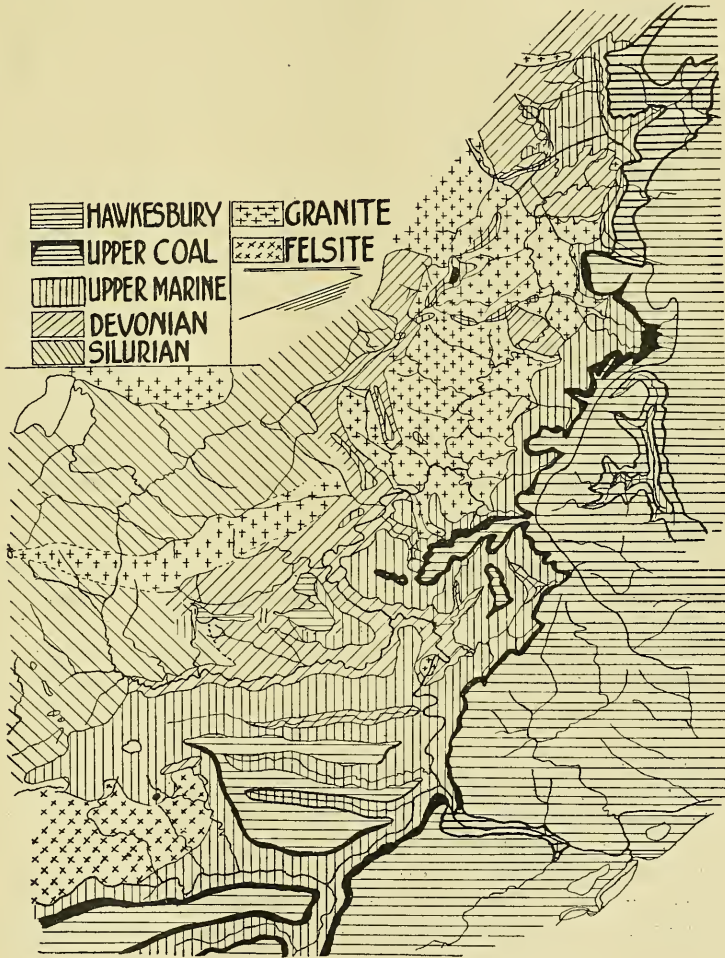 HAWKESBURY
UPPER COAL
UPPER MARINE
DEVONIAN
SILURIAN
GRANITE
FELSITE